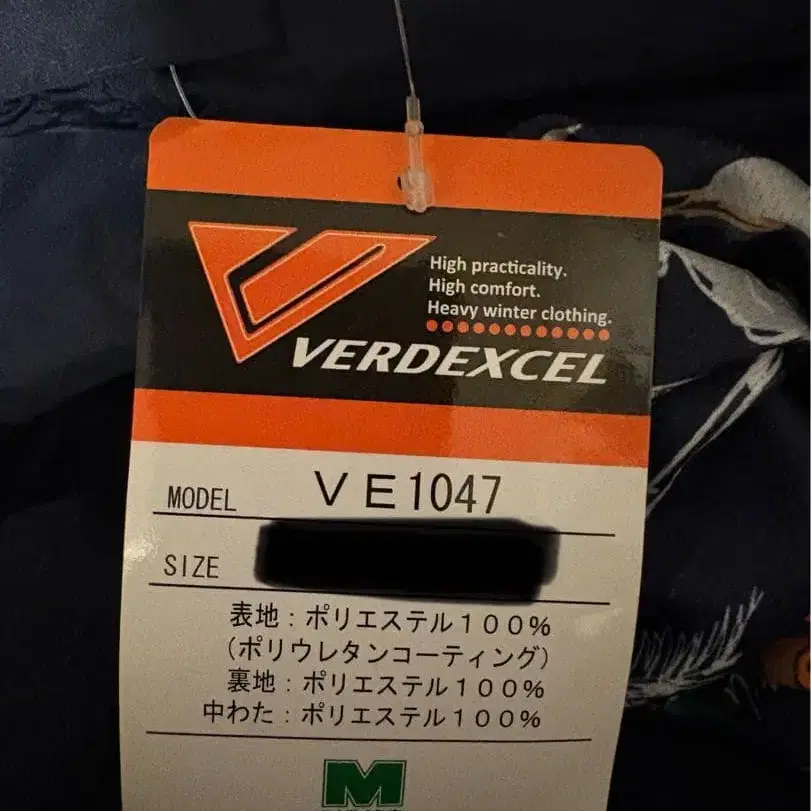 High practicality.
High comfort.
Heavy winter clothing.
VERDEXCEL
MODEL ＶＥ1047
SIZE
表地：ポリエステル１００％
(ポリウレタンコーティング)
裏地：ポリエステル１００％
中わた：ポリエステル１００％
M